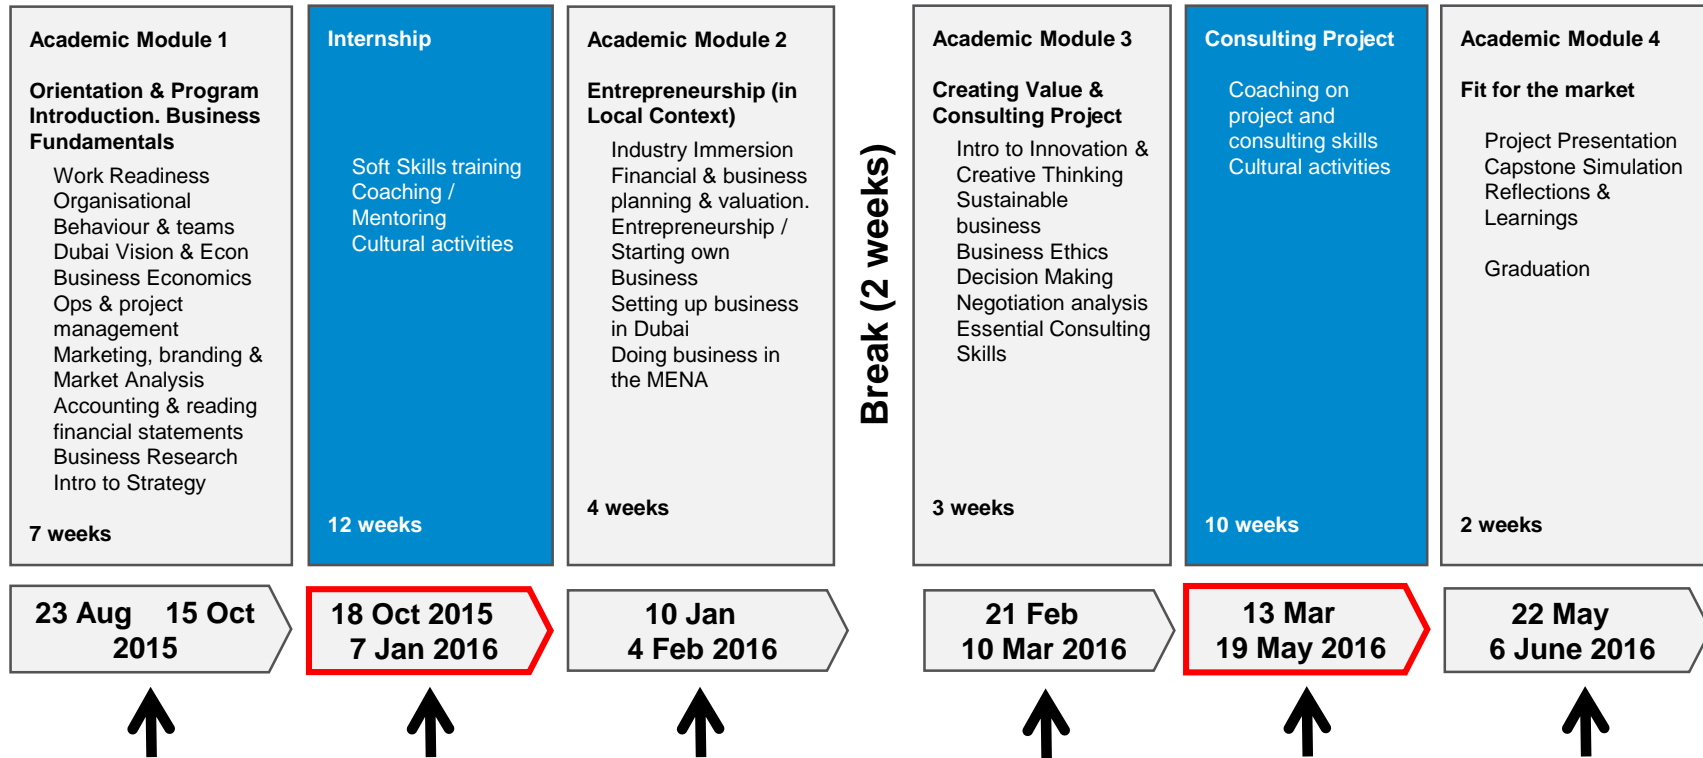 Academic Module 1
Orientation & Program
Introduction. Business
Fundamentals
Work Readiness
Organisational
Behaviour & teams
Dubai Vision & Econ
Business Economics
Ops & project
management
Marketing, branding &
Market Analysis
Accounting & reading
financial statements
Business Research
Intro to Strategy
7 weeks
Internship
Soft Skills training
Coaching /
Mentoring
Cultural activities
12 weeks
Academic Module 2
Entrepreneurship (in
Local Context)
Industry Immersion
Financial & business
planning & valuation.
Entrepreneurship /
Starting own
Business
Setting up business
in Dubai
Doing business in
the MENA
4 weeks
Break (2 weeks)
Academic Module 3
Creating Value &
Consulting Project
Intro to Innovation &
Creative Thinking
Sustainable
business
Business Ethics
Decision Making
Negotiation analysis
Essential Consulting
Skills
3 weeks
Consulting Project
Coaching on
project and
consulting skills
Cultural activities
10 weeks
Academic Module 4
Fit for the market
Project Presentation
Capstone Simulation
Reflections &
Learnings
Graduation
2 weeks
23 Aug 15 Oct
2015
18 Oct 2015
7 Jan 2016
10 Jan
4 Feb 2016
21 Feb
10 Mar 2016
13 Mar
19 May 2016
22 May
6 June 2016